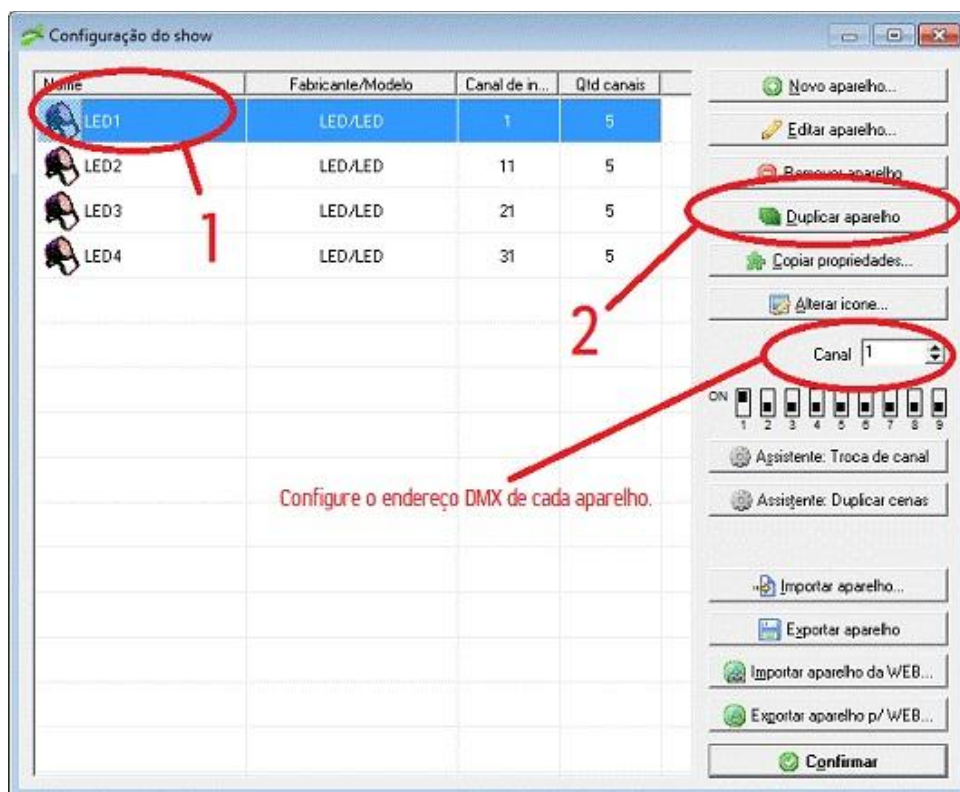 Configuração do show
Nome Fabricante/Modelo Canal de in... Qtd canais
LED1 LED/LED 1 5
LED2 LED/LED 11 5
LED3 LED/LED 21 5
LED4 LED/LED 31 5
1
2
Configure o endereço DMX de cada aparelho.
Novo aparelho...
Editar aparelho...
Remover aparelho
Duplicar aparelho
Copiar propriedades...
Alterar icone...
Canal 1
ON
1 2 3 4 5 6 7 8 9
Assistente: Troca de canal
Assistente: Duplicar cenas
Importar aparelho...
Exportar aparelho
Importar aparelho da WEB...
Exportar aparelho p/ WEB...
Confirmar